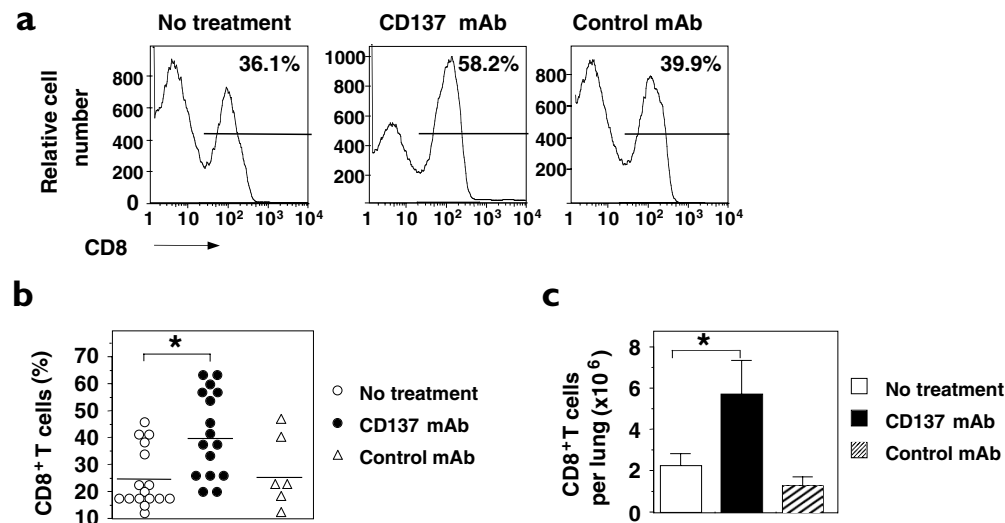 a
No treatment
CD137 mAb
Control mAb
36.1%
58.2%
39.9%
Relative cell
number
800
600
400
200
0
1000
800
600
400
200
800
600
400
200
1 10 10² 10³ 10⁴
1 10 10² 10³ 10⁴
1 10 10² 10³ 10⁴
CD8
b
CD8⁺ T cells (%)
70
60
50
40
30
20
10
*
No treatment
CD137 mAb
Control mAb
c
CD8⁺T cells
per lung (x10⁶)
8
6
4
2
0
*
No treatment
CD137 mAb
Control mAb